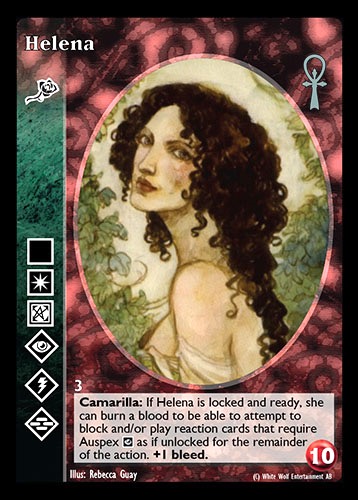 Helena
3
Camarilla: If Helena is locked and ready, she
can burn a blood to be able to attempt to
block and/or play reaction cards that require
Auspex as if unlocked for the remainder
of the action. +1 bleed.
10
Illus: Rebecca Guay
(C) White Wolf Entertainment AB